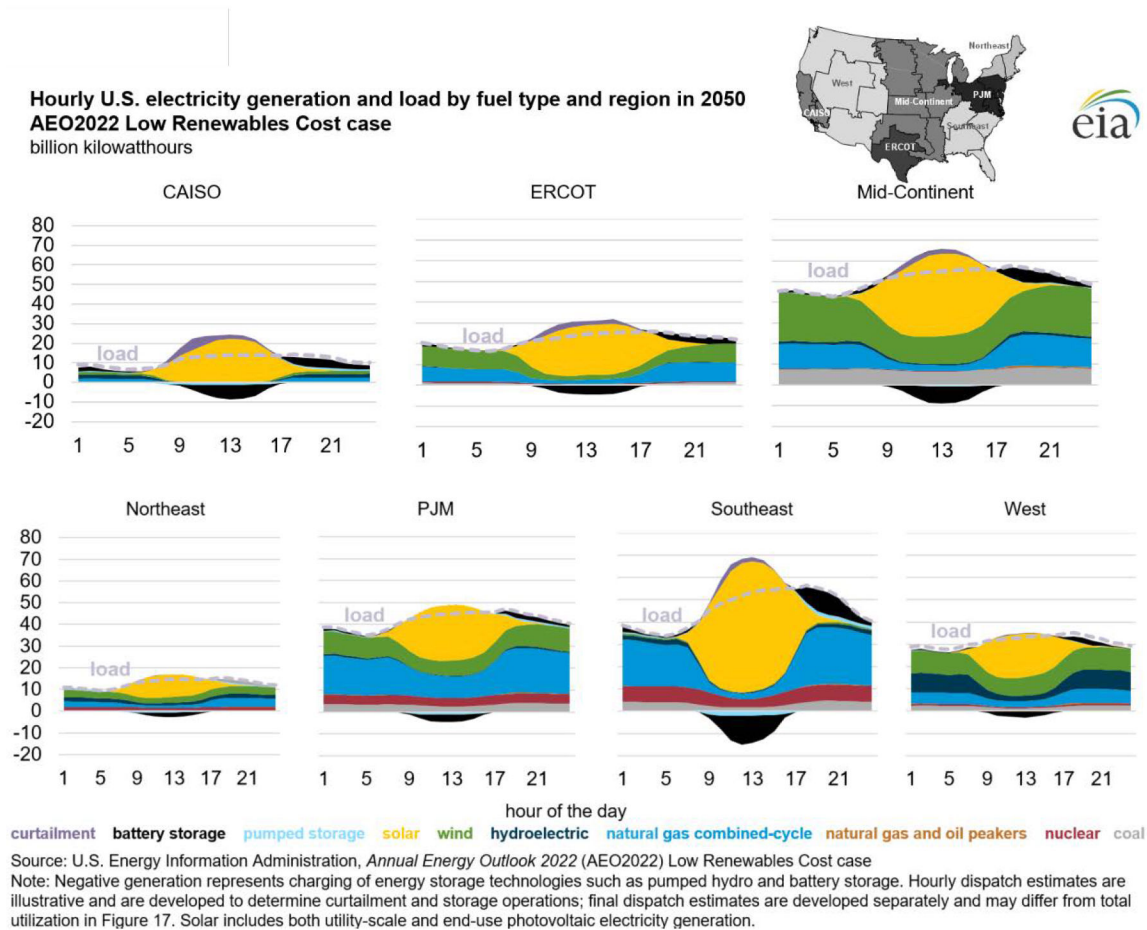 Hourly U.S. electricity generation and load by fuel type and region in 2050
AEO2022 Low Renewables Cost case
billion kilowatthours
Northeast
West
PJM
Mid-Continent
CAISO
Southeast
ERCOT
eia
CAISO
ERCOT
Mid-Continent
80
70
60
50
40
30
20
10
0
-10
-20
load
load
load
1 5 9 13 17 21
1 5 9 13 17 21
1 5 9 13 17 21
Northeast
PJM
Southeast
West
80
70
60
50
40
30
20
10
0
-10
-20
load
load
load
load
1 5 9 13 17 21
1 5 9 13 17 21
1 5 9 13 17 21
1 5 9 13 17 21
hour of the day
curtailment battery storage pumped storage solar wind hydroelectric natural gas combined-cycle natural gas and oil peakers nuclear coal
Source: U.S. Energy Information Administration, Annual Energy Outlook 2022 (AEO2022) Low Renewables Cost case
Note: Negative generation represents charging of energy storage technologies such as pumped hydro and battery storage. Hourly dispatch estimates are
illustrative and are developed to determine curtailment and storage operations; final dispatch estimates are developed separately and may differ from total
utilization in Figure 17. Solar includes both utility-scale and end-use photovoltaic electricity generation.